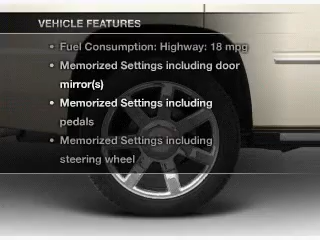 VEHICLE FEATURES
• Fuel Consumption: Highway: 18 mpg
• Memorized Settings including door
mirror(s)
• Memorized Settings including
pedals
• Memorized Settings including
steering wheel